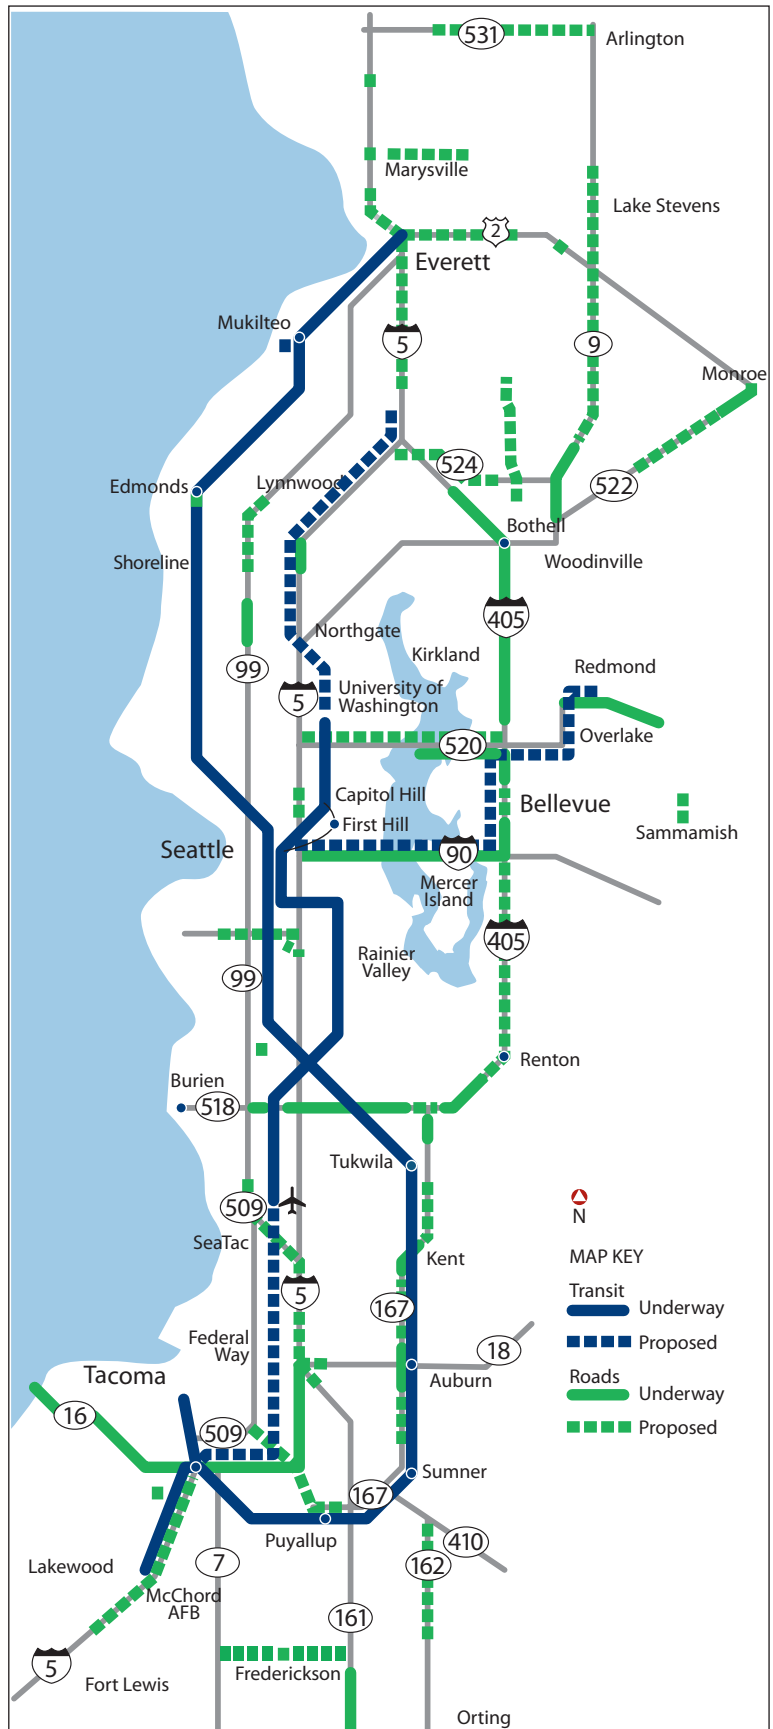 531
Arlington
Marysville
Lake Stevens
2
Everett
Mukilteo
5
9
Monroe
Lynnwood
524
Edmonds
522
Bothell
Shoreline
Woodinville
405
Northgate
Kirkland
99
Redmond
5
University of
Washington
Overlake
520
Capitol Hill
Bellevue
First Hill
Sammamish
Seattle
90
Mercer
Island
405
Rainier
Valley
99
Renton
Burien
518
Tukwila
509
N
SeaTac
Kent
MAP KEY
5
Transit
167
Underway
Federal
Way
Proposed
18
Tacoma
Roads
Auburn
Underway
16
509
Proposed
Sumner
167
Puyallup
410
Lakewood
7
162
McChord
AFB
161
5
Fort Lewis
Frederickson
Orting